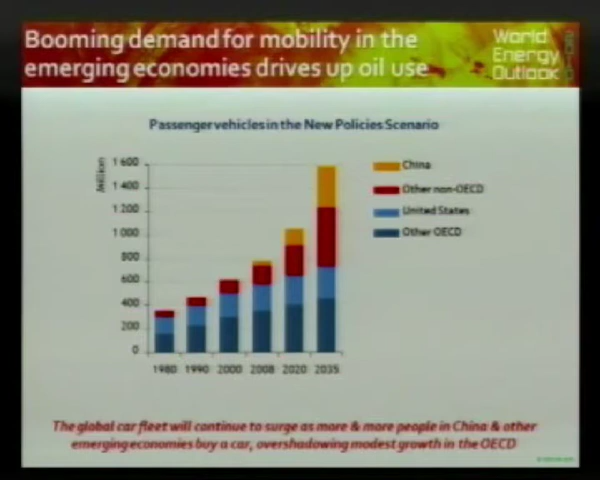 Booming demand for mobility in the
emerging economies drives up oil use
World
Energy
Outlook
2010
Passenger vehicles in the New Policies Scenario
Million
1 600
1 400
1 200
1 000
800
600
400
200
0
1980 1990 2000 2008 2020 2035
China
Other non-OECD
United States
Other OECD
The global car fleet will continue to surge as more & more people in China & other
emerging economies buy a car, overshadowing modest growth in the OECD